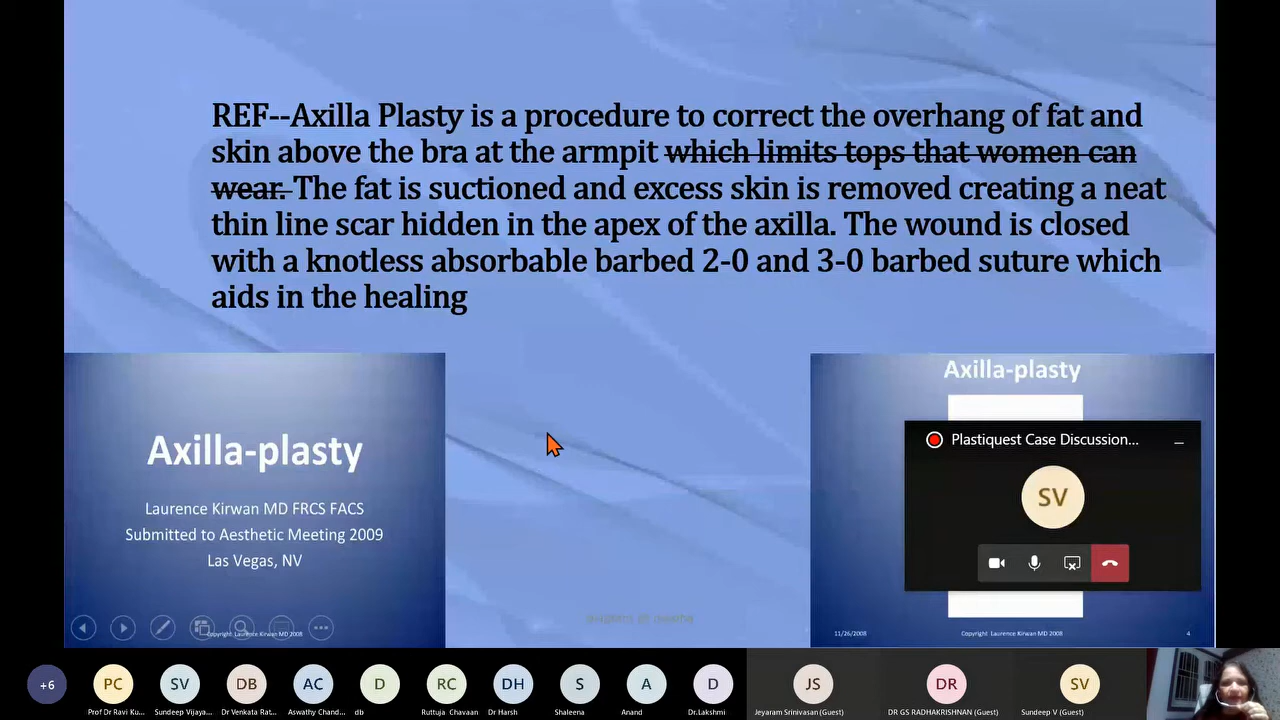 REF--Axilla Plasty is a procedure to correct the overhang of fat and
skin above the bra at the armpit which limits tops that women can
wear. The fat is suctioned and excess skin is removed creating a neat
thin line scar hidden in the apex of the axilla. The wound is closed
with a knotless absorbable barbed 2-0 and 3-0 barbed suture which
aids in the healing
Axilla-plasty
Laurence Kirwan MD FRCS FACS
Submitted to Aesthetic Meeting 2009
Las Vegas, NV
Copyright Laurence Kirwan MD 2008
Axilla-plasty
Plastiquest Case Discussion...
SV
11/26/2008
Copyright Laurence Kirwan MD 2008
4
+6
PC
SV
DB
AC
D
RC
DH
S
A
D
JS
DR
SV
Prof Dr Ravi Ku...
Sundeep Vijaya...
Dr Venkata Rat...
Aswathy Chand...
db
Ruttuja Chavaan
Dr Harsh
Shaleena
Anand
Dr.Lakshmi
Jeyaram Srinivasan (Guest)
DR GS RADHAKRISHNAN (Guest)
Sundeep V (Guest)